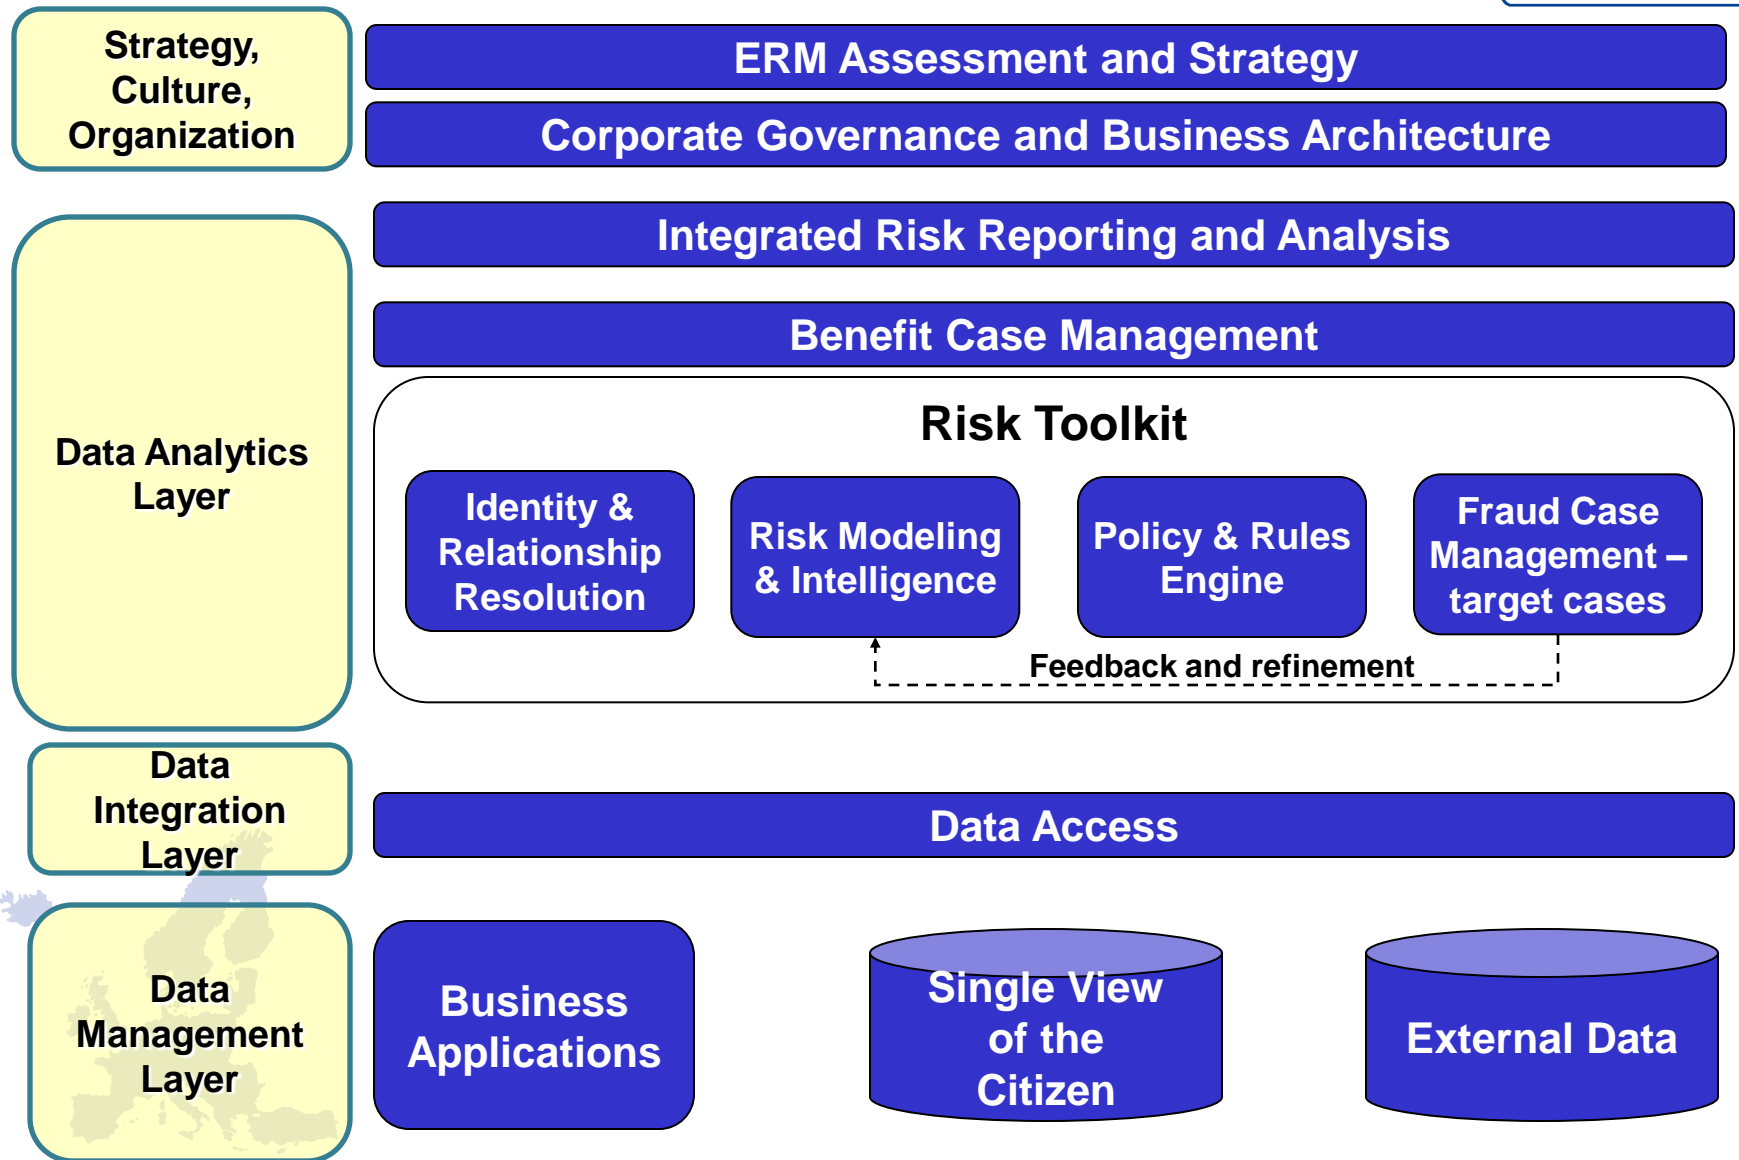 Strategy,
Culture,
Organization
ERM Assessment and Strategy
Corporate Governance and Business Architecture
Data Analytics
Layer
Integrated Risk Reporting and Analysis
Benefit Case Management
Risk Toolkit
Identity &
Relationship
Resolution
Risk Modeling
& Intelligence
Policy & Rules
Engine
Fraud Case
Management –
target cases
Feedback and refinement
Data
Integration
Layer
Data Access
Data
Management
Layer
Business
Applications
Single View
of the
Citizen
External Data